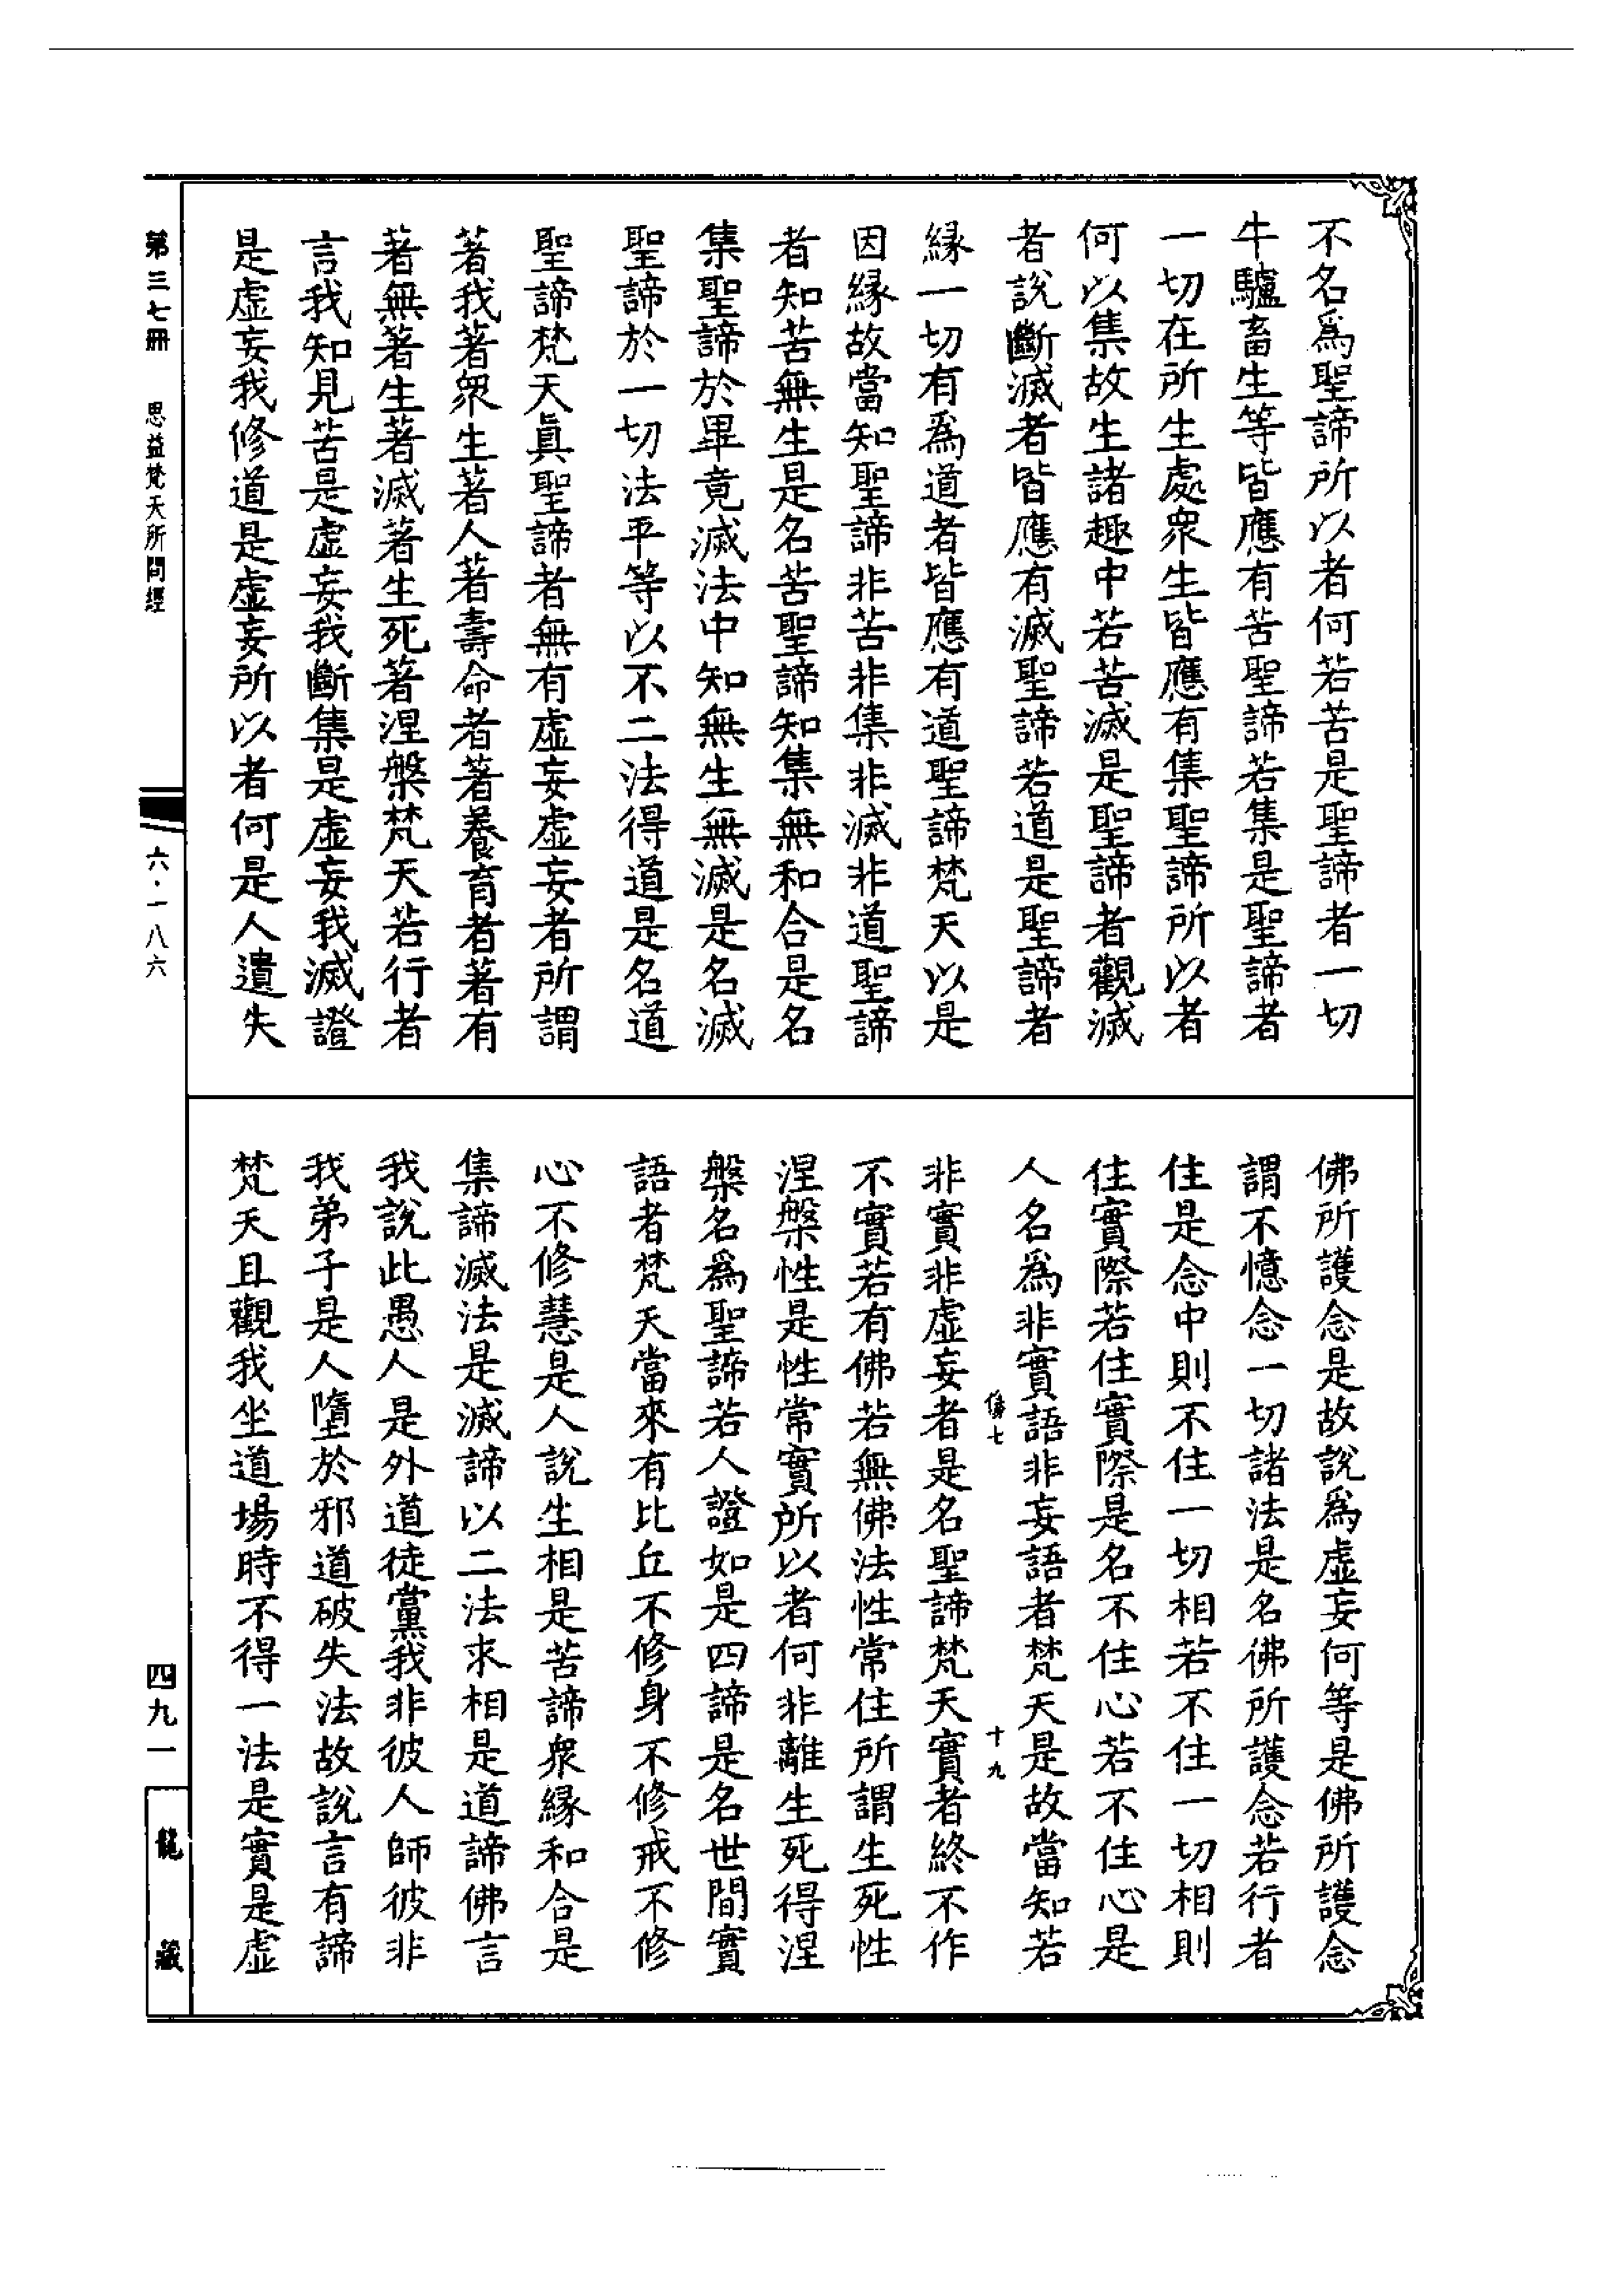 不名爲聖諦所以者何若苦是聖諦者一切
牛驢畜生等皆應有苦聖諦若集是聖諦者
一切在所生處衆生皆應有集聖諦所以者
何以集故生諸趣中若苦滅是聖諦者觀滅
者說斷滅者皆應有滅聖諦若道是聖諦者
縁一切有爲道者皆應有道聖諦梵天以是
因縁故當知聖諦非苦非集非滅非道聖諦
者知苦無生是名苦聖諦知集無和合是名
集聖諦於畢竟滅法中知無生無滅是名滅
聖諦於一切法平等以不二法得道是名道
聖諦梵天眞聖諦者無有虛妄虛妄者所謂
著我著衆生著人著壽命者著養育者著有
著無著生著滅著生死著涅槃梵天若行者
言我知見苦是虛妄我斷集是虛妄我滅證
是虛妄我修道是虛妄所以者何是人遺失
佛所護念是故說爲虛妄何等是佛所護念
謂不憶念一切諸法是名佛所護念若行者
住是念中則不住一切相若不住一切相則
住實際若住實際是名不住心若不住心是
人名爲非實語非妄語者梵天是故當知若
非實非虛妄者是名聖諦梵天實者終不作
不實若有佛若無佛法性常住所謂生死性
涅槃性是性常實所以者何非離生死得涅
槃名爲聖諦若人證如是四諦是名世間實
語者梵天當來有比丘不修身不修戒不修
心不修慧是人說生相是苦諦衆緣和合是
集諦滅法是滅諦以二法求相是道諦佛言
我說此愚人是外道徒黨我非彼人師彼非
我弟子是人墮於邪道破失法故說言有諦
梵天且觀我坐道場時不得一法是實是虛
七
十九
第三七冊
思益梵天所問經
六·一八六
四九一
龍藏